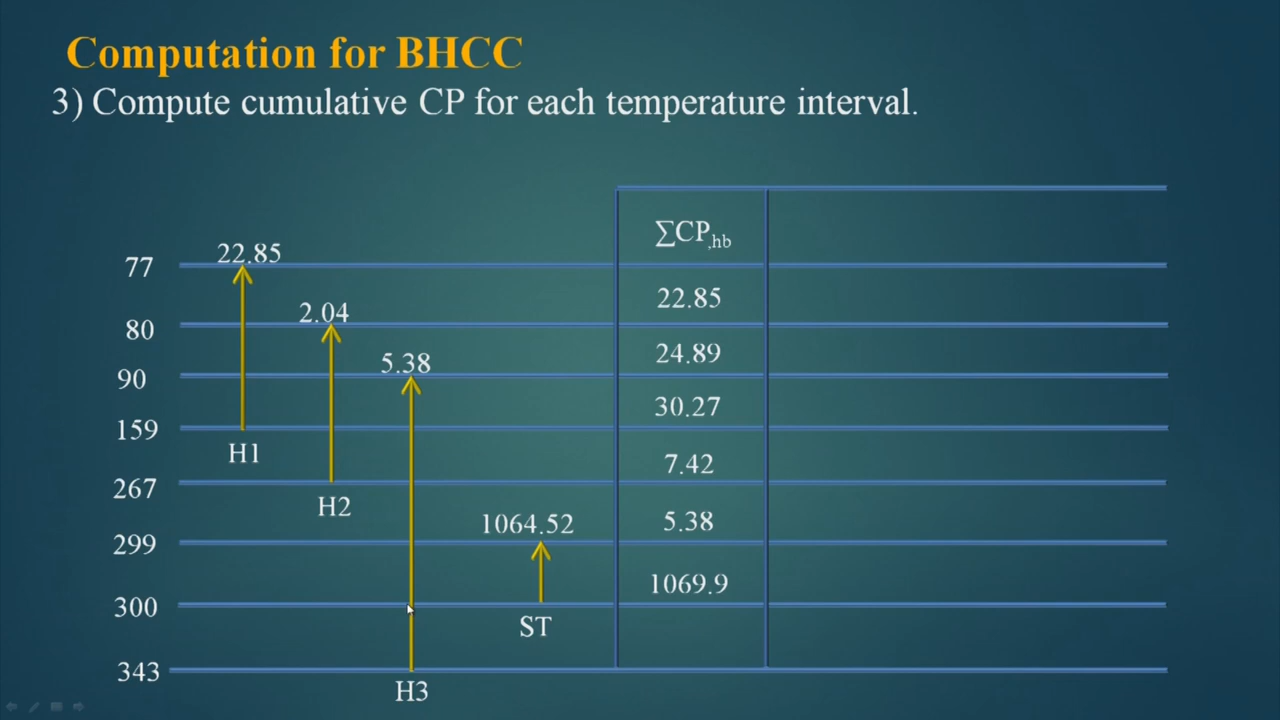 Computation for BHCC
3) Compute cumulative CP for each temperature interval.
∑CP,hb
77 22.85
22.85
80 2.04
24.89
90 5.38
30.27
159
H1
7.42
267
H2
1064.52 5.38
299
1069.9
300
ST
343
H3